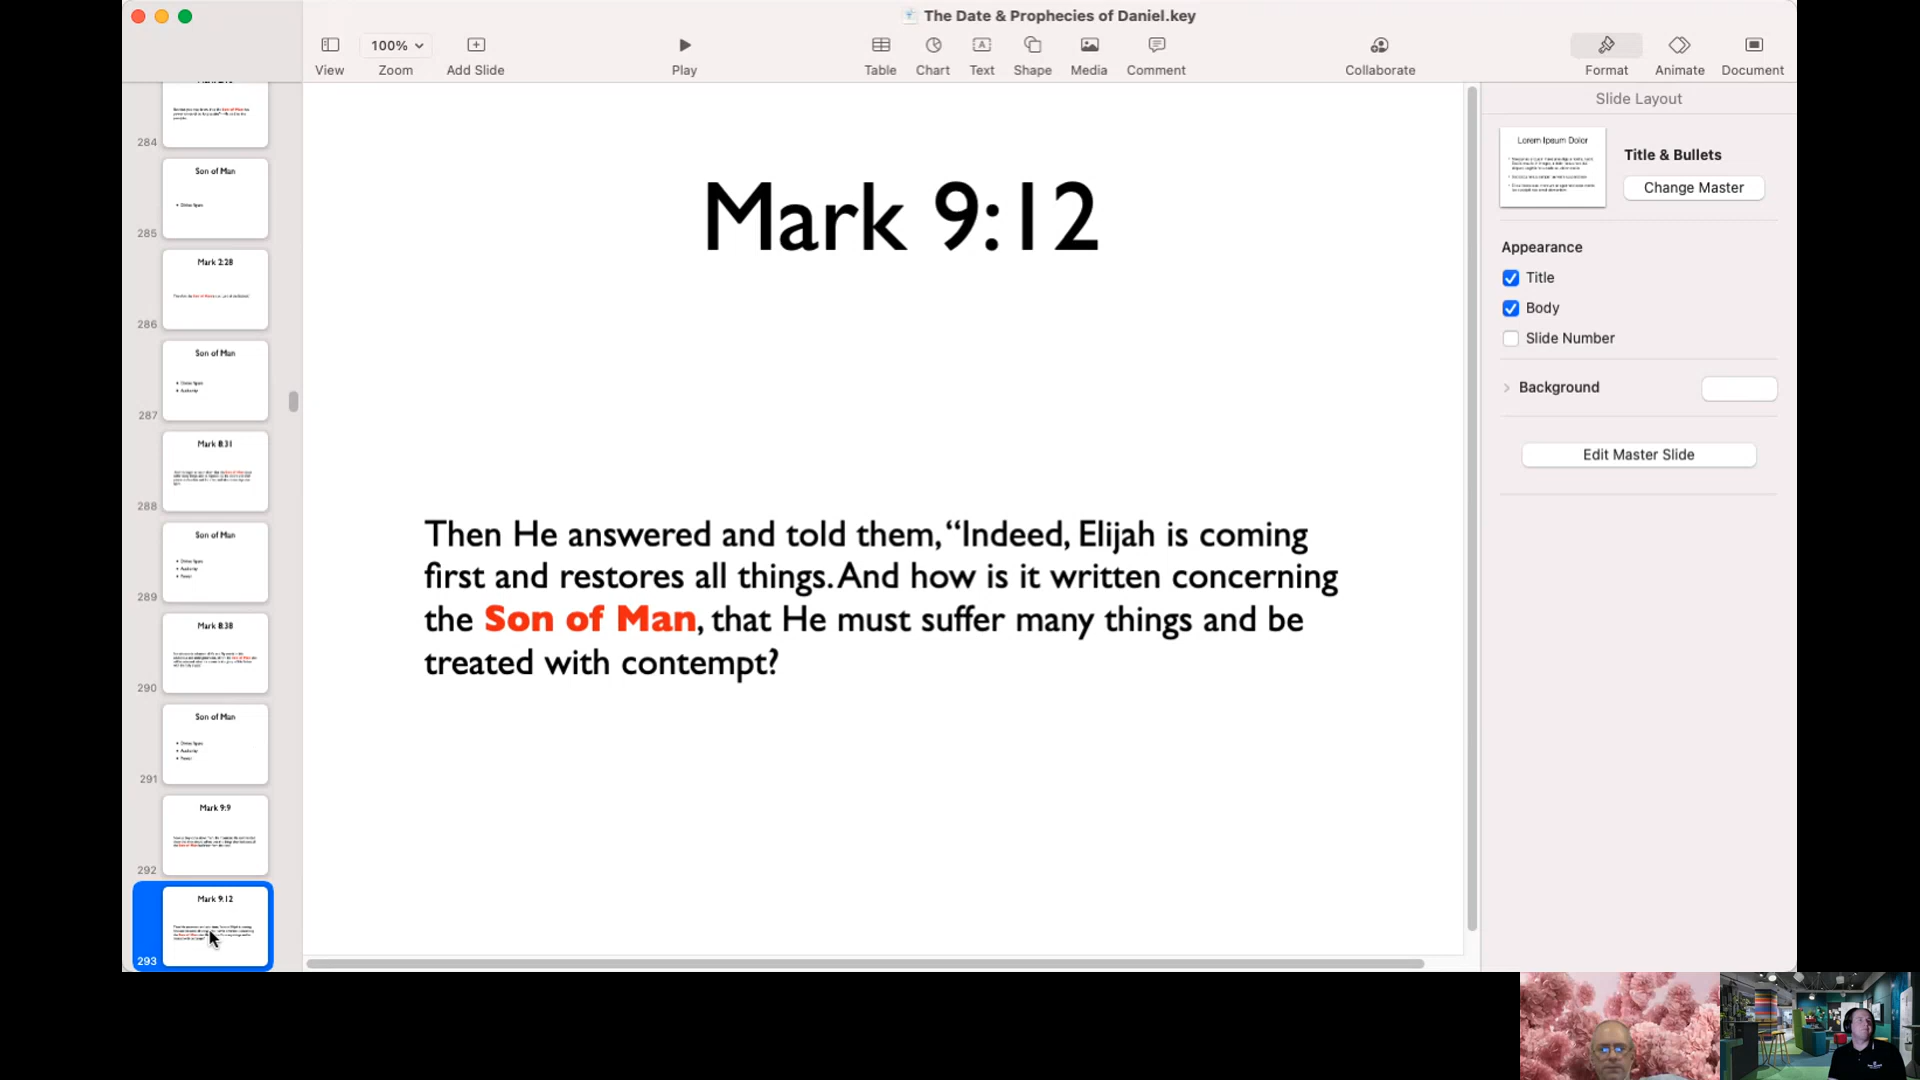 The Date & Prophecies of Daniel.key
View
100%
Zoom
Add Slide
Play
Table
Chart
Text
Shape
Media
Comment
Collaborate
Format
Animate
Document
284
Son of Man
285
Mark 2:28
286
Son of Man
287
Mark 8:31
288
Son of Man
289
Mark 8:38
290
Son of Man
291
Mark 9:9
292
Mark 9:12
293
Mark 9:12
Then He answered and told them, “Indeed, Elijah is coming
first and restores all things. And how is it written concerning
the Son of Man, that He must suffer many things and be
treated with contempt?
Slide Layout
Lorem Ipsum Dolor
Title & Bullets
Change Master
Appearance
Title
Body
Slide Number
Background
Edit Master Slide